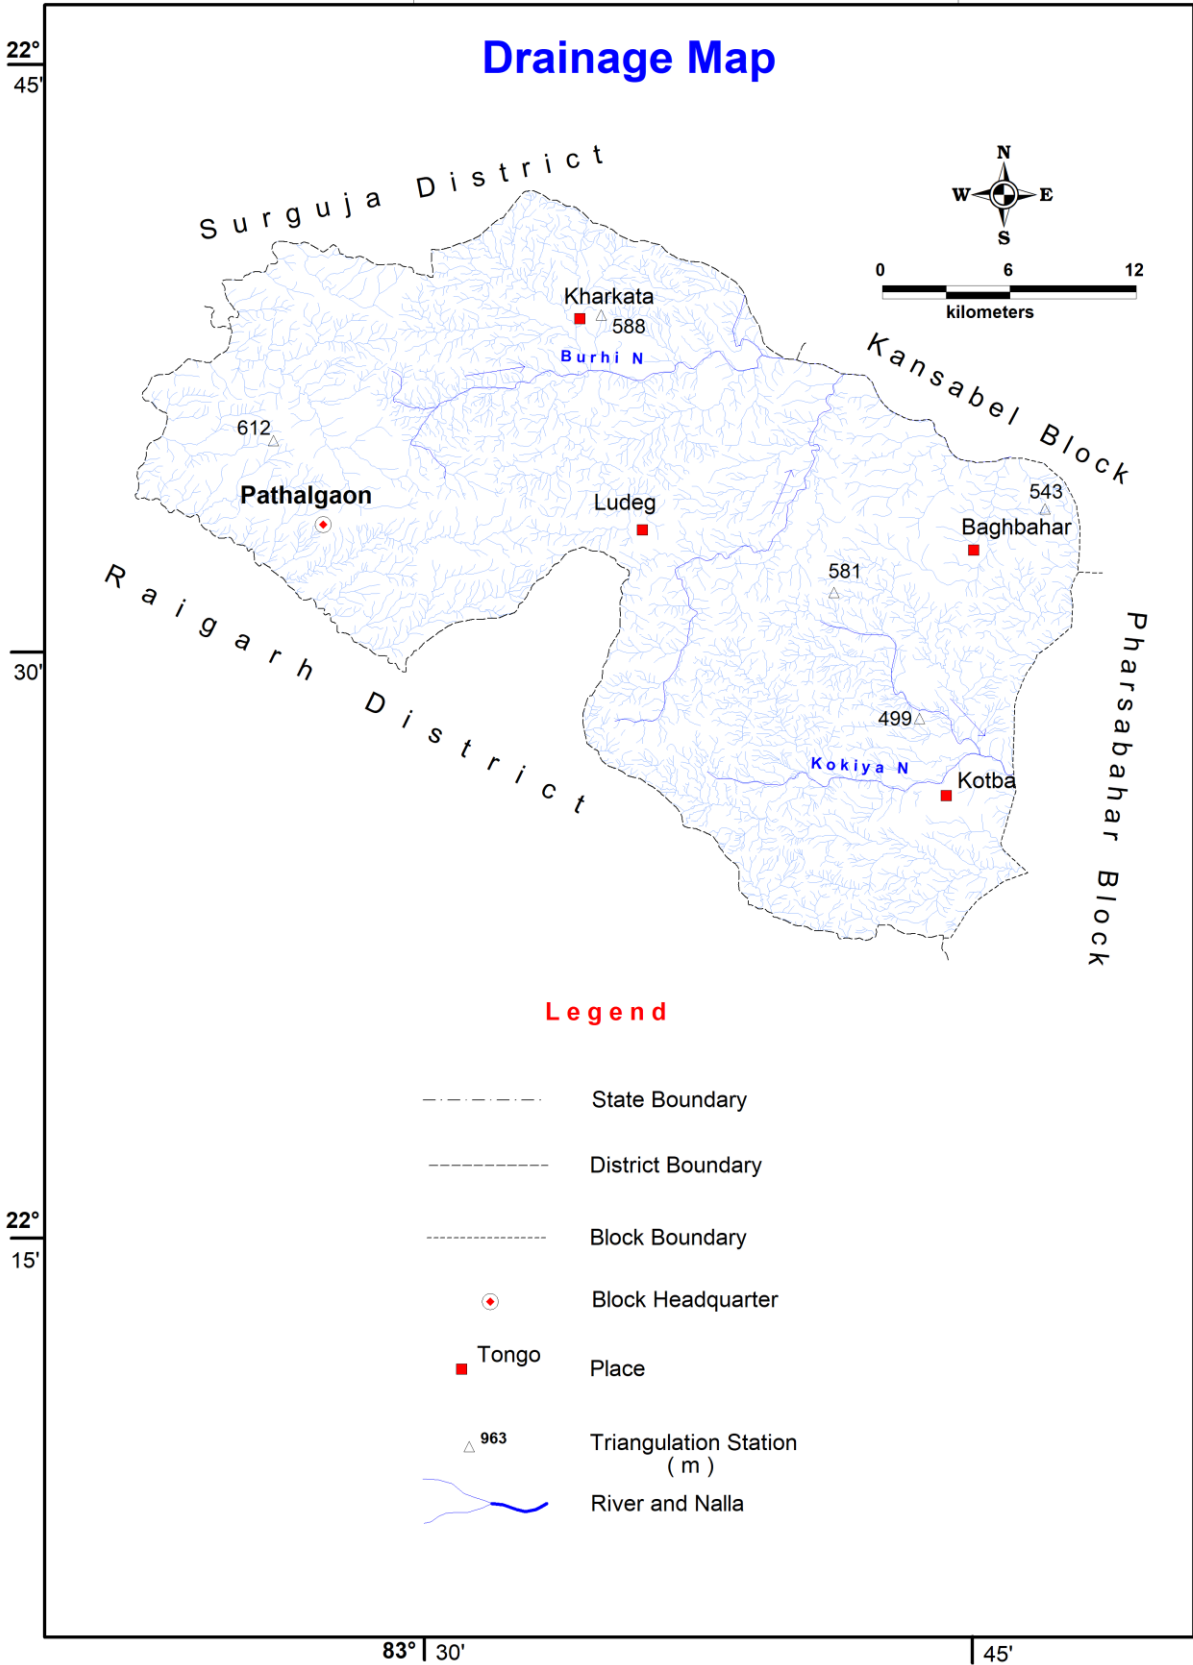 Drainage Map
22°
45'
Surguja District
N
W E
S
0 6 12
kilometers
Kharkata
588
Burhi N
Kansabel Block
612
Pathalgaon
Ludeg
543
Baghbahar
581
Raigarh District
30'
Pharsabahar Block
499
Kokiya N
Kotba
Legend
State Boundary
District Boundary
22°
15'
Block Boundary
Block Headquarter
Tongo
Place
963
Triangulation Station
( m )
River and Nalla
83° 30' 45'